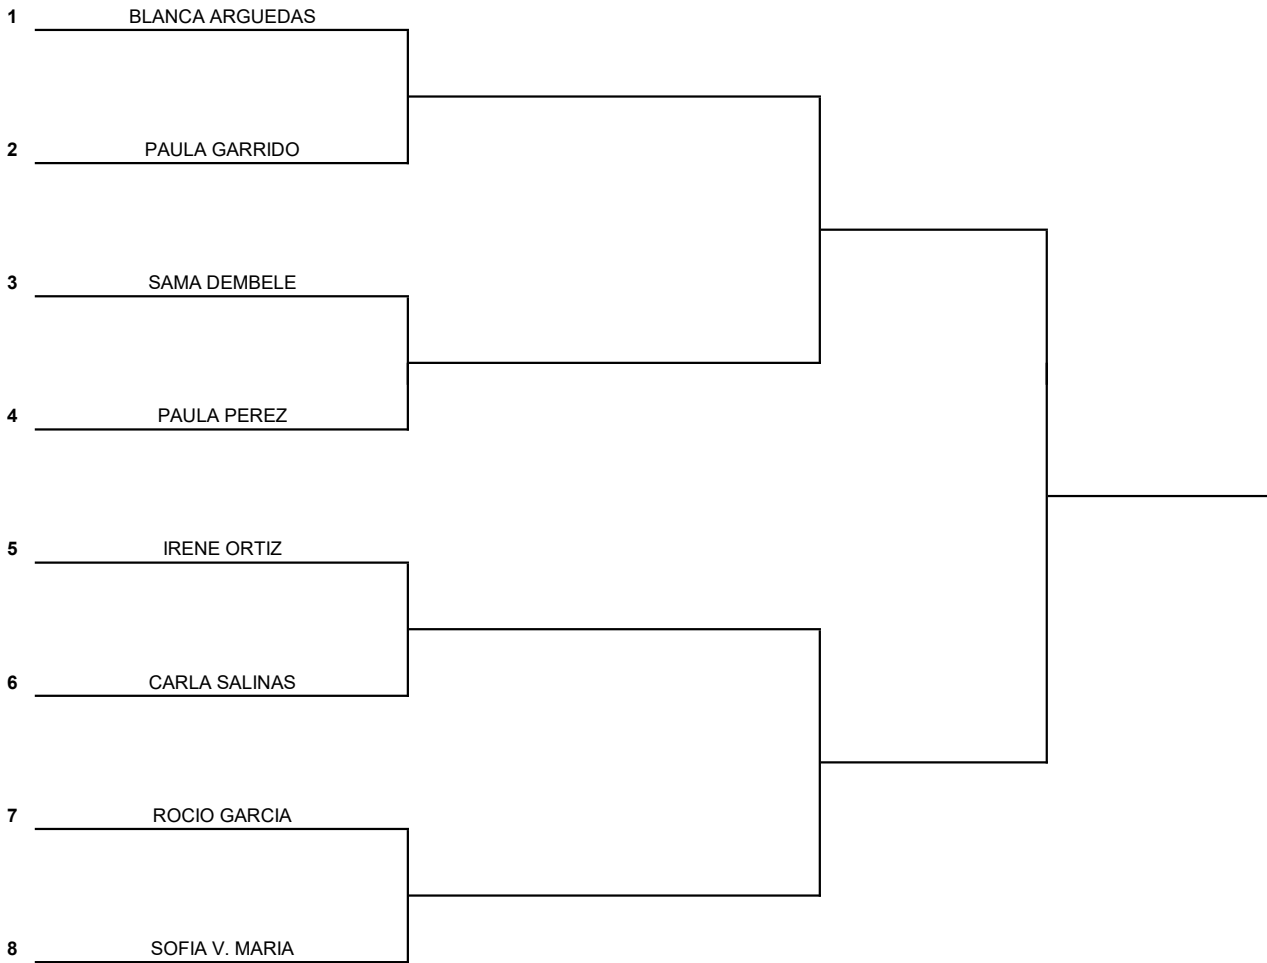 1 BLANCA ARGUEDAS
2 PAULA GARRIDO
3 SAMA DEMBELE
4 PAULA PEREZ
5 IRENE ORTIZ
6 CARLA SALINAS
7 ROCIO GARCIA
8 SOFIA V. MARIA